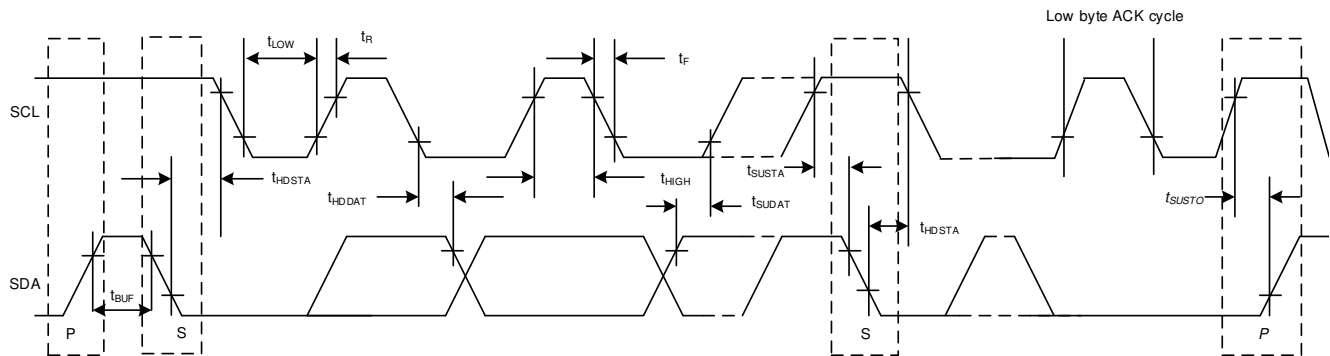 Low byte ACK cycle
tLOW
tR
tF
SCL
tHDSTA
tHDDAT
tHIGH
tSUDAT
tSUSTA
tHDSTA
tSUSTO
SDA
tBUF
P
S
S
P